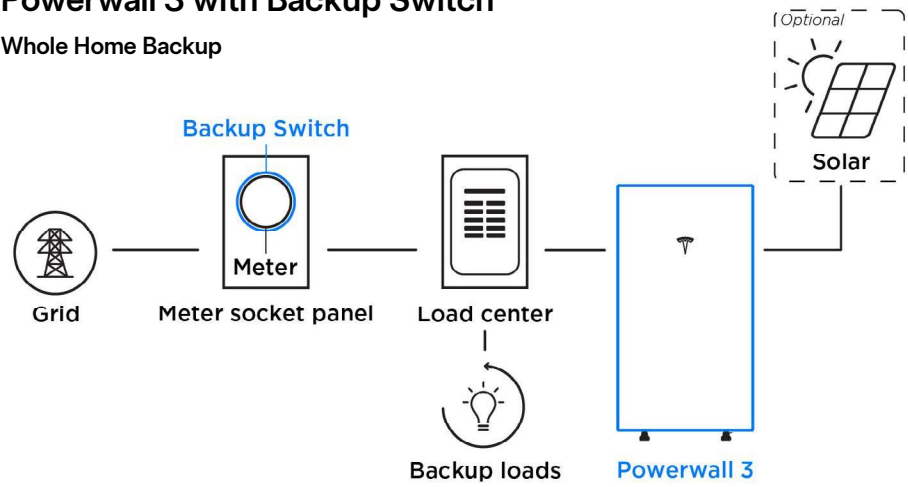 Powerwall 3 with Backup Switch
Whole Home Backup
Optional
Solar
Backup Switch
Meter
Grid
Meter socket panel
Load center
Backup loads
Powerwall 3